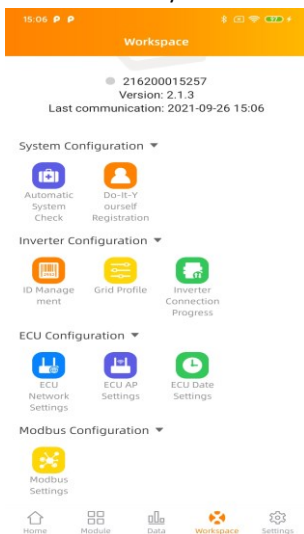 15:06 P P
Workspace
216200015257
Version: 2.1.3
Last communication: 2021-09-26 15:06
System Configuration
Automatic
System
Check
Do-It-Y
ourself
Registration
Inverter Configuration
ID Manage
ment
Grid Profile
Inverter
Connection
Progress
ECU Configuration
ECU
Network
Settings
ECU AP
Settings
ECU Date
Settings
Modbus Configuration
Modbus
Settings
Home Module Data Workspace Settings